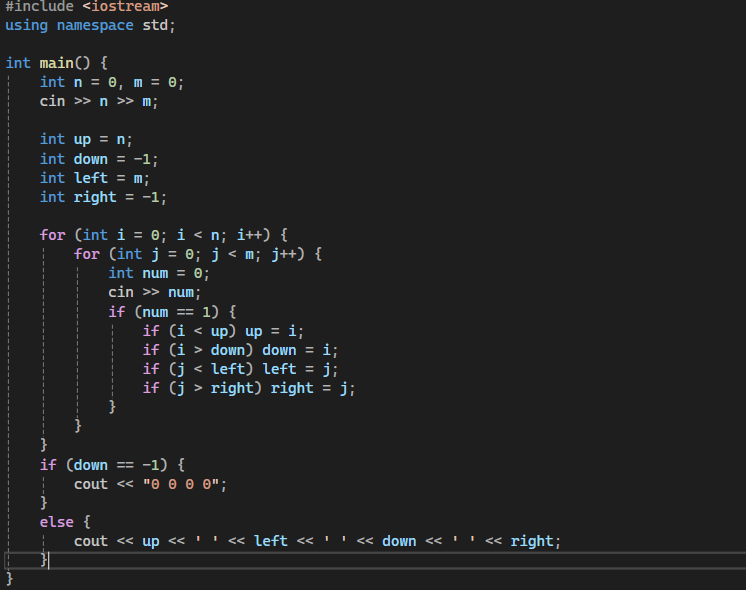 #include <iostream>
using namespace std;
int main() {
int n = 0, m = 0;
cin >> n >> m;
int up = n;
int down = -1;
int left = m;
int right = -1;
for (int i = 0; i < n; i++) {
for (int j = 0; j < m; j++) {
int num = 0;
cin >> num;
if (num == 1) {
if (i < up) up = i;
if (i > down) down = i;
if (j < left) left = j;
if (j > right) right = j;
}
}
}
if (down == -1) {
cout << "0 0 0 0";
}
else {
cout << up << ' ' << left << ' ' << down << ' ' << right;
}
}